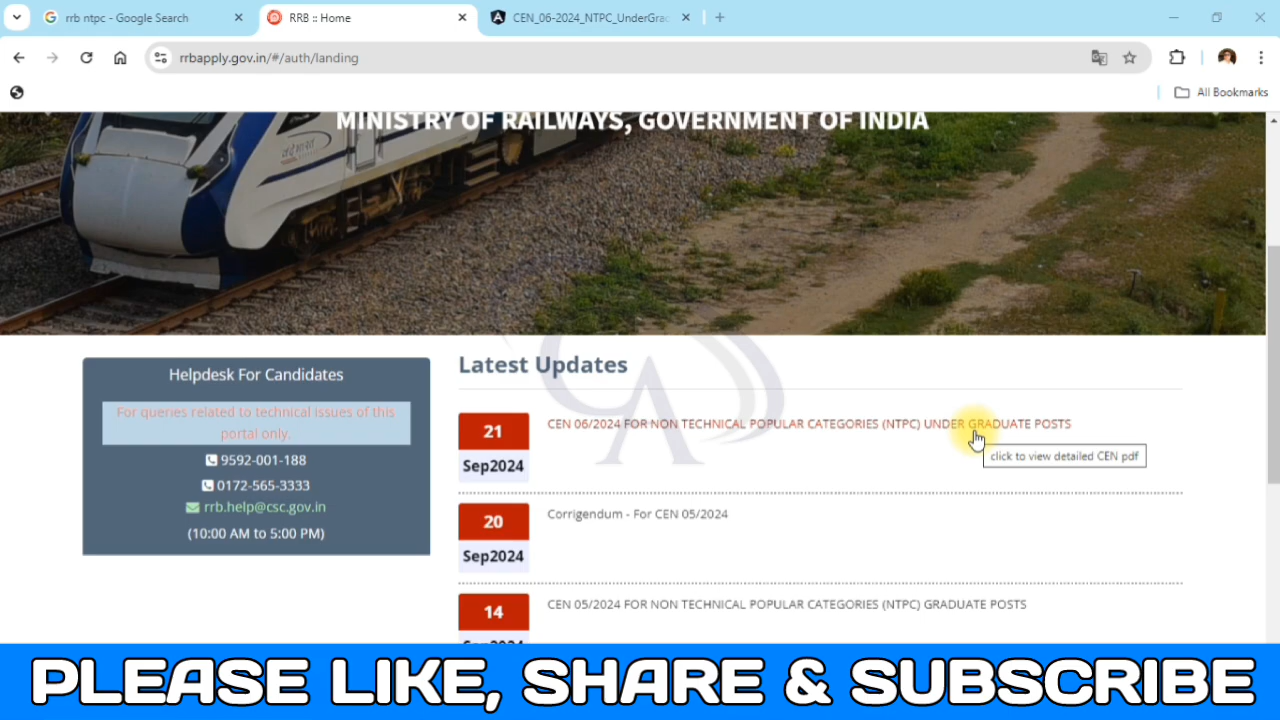 rrb ntpc - Google Search
RRB :: Home
CEN_06-2024_NTPC_UnderGrad
rrbapply.gov.in/#/auth/landing
All Bookmarks
MINISTRY OF RAILWAYS, GOVERNMENT OF INDIA
Helpdesk For Candidates
For queries related to technical issues of this
portal only.
9592-001-188
0172-565-3333
rrb.help@csc.gov.in
(10:00 AM to 5:00 PM)
Latest Updates
21
Sep2024
CEN 06/2024 FOR NON TECHNICAL POPULAR CATEGORIES (NTPC) UNDER GRADUATE POSTS
click to view detailed CEN pdf
20
Sep2024
Corrigendum - For CEN 05/2024
14
Sep2024
CEN 05/2024 FOR NON TECHNICAL POPULAR CATEGORIES (NTPC) GRADUATE POSTS
PLEASE LIKE, SHARE & SUBSCRIBE